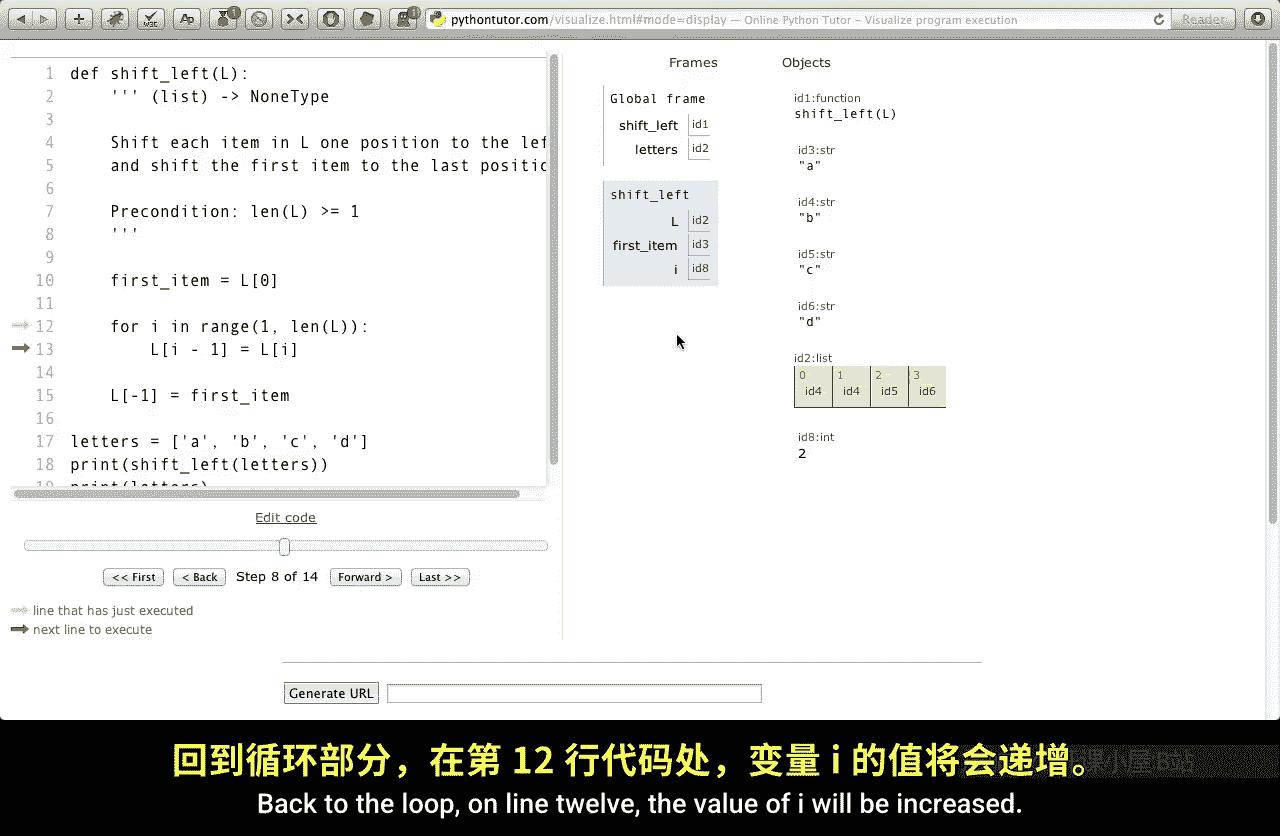 pythontutor.com/visualize.html#mode=display — Online Python Tutor – Visualize program execution
Reader
1 def shift_left(L):
2 ''' (list) -> NoneType
3
4 Shift each item in L one position to the lef
5 and shift the first item to the last positio
6
7 Precondition: len(L) >= 1
8 '''
9
10 first_item = L[0]
11
12 for i in range(1, len(L)):
13 L[i - 1] = L[i]
14
15 L[-1] = first_item
16
17 letters = ['a', 'b', 'c', 'd']
18 print(shift_left(letters))
19 print(letters)
Edit code
<< First < Back Step 8 of 14 Forward > Last >>
line that has just executed
next line to execute
Frames Objects
Global frame
shift_left id1
letters id2
shift_left
L id2
first_item id3
i id8
id1:function
shift_left(L)
id3:str
"a"
id4:str
"b"
id5:str
"c"
id6:str
"d"
id2:list
0 1 2 3
id4 id4 id5 id6
id8:int
2
Generate URL
回到循环部分，在第 12 行代码处，变量 i 的值将会递增。
Back to the loop, on line twelve, the value of i will be increased.